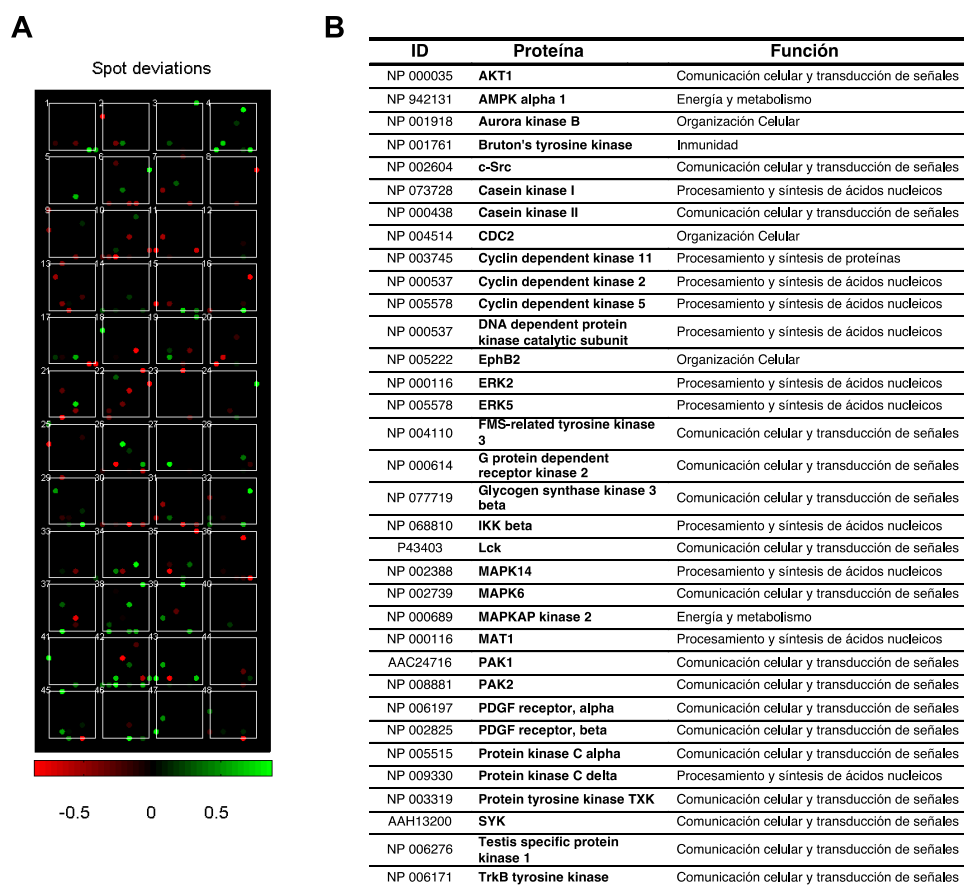 A
Spot deviations
1 2 3 4
5 6 7 8
9 10 11 12
13 14 15 16
17 18 19 20
21 22 23 24
25 26 27 28
29 30 31 32
33 34 35 36
37 38 39 40
41 42 43 44
45 46 47 48
-0.5 0 0.5
B
ID Proteína Función
NP 000035 AKT1 Comunicación celular y transducción de señales
NP 942131 AMPK alpha 1 Energía y metabolismo
NP 001918 Aurora kinase B Organización Celular
NP 001761 Bruton's tyrosine kinase Inmunidad
NP 002604 c-Src Comunicación celular y transducción de señales
NP 073728 Casein kinase I Procesamiento y síntesis de ácidos nucleicos
NP 000438 Casein kinase II Comunicación celular y transducción de señales
NP 004514 CDC2 Organización Celular
NP 003745 Cyclin dependent kinase 11 Procesamiento y síntesis de proteínas
NP 000537 Cyclin dependent kinase 2 Procesamiento y síntesis de ácidos nucleicos
NP 005578 Cyclin dependent kinase 5 Procesamiento y síntesis de ácidos nucleicos
NP 000537 DNA dependent protein Procesamiento y síntesis de ácidos nucleicos
kinase catalytic subunit
NP 005222 EphB2 Organización Celular
NP 000116 ERK2 Procesamiento y síntesis de ácidos nucleicos
NP 005578 ERK5 Procesamiento y síntesis de ácidos nucleicos
NP 004110 FMS-related tyrosine kinase Comunicación celular y transducción de señales
3
NP 000614 G protein dependent Comunicación celular y transducción de señales
receptor kinase 2
NP 077719 Glycogen synthase kinase 3 Comunicación celular y transducción de señales
beta
NP 068810 IKK beta Procesamiento y síntesis de ácidos nucleicos
P43403 Lck Comunicación celular y transducción de señales
NP 002388 MAPK14 Procesamiento y síntesis de ácidos nucleicos
NP 002739 MAPK6 Comunicación celular y transducción de señales
NP 000689 MAPKAP kinase 2 Energía y metabolismo
NP 000116 MAT1 Procesamiento y síntesis de ácidos nucleicos
AAC24716 PAK1 Comunicación celular y transducción de señales
NP 008881 PAK2 Comunicación celular y transducción de señales
NP 006197 PDGF receptor, alpha Comunicación celular y transducción de señales
NP 002825 PDGF receptor, beta Comunicación celular y transducción de señales
NP 005515 Protein kinase C alpha Comunicación celular y transducción de señales
NP 009330 Protein kinase C delta Procesamiento y síntesis de ácidos nucleicos
NP 003319 Protein tyrosine kinase TXK Comunicación celular y transducción de señales
AAH13200 SYK Comunicación celular y transducción de señales
NP 006276 Testis specific protein Comunicación celular y transducción de señales
kinase 1
NP 006171 TrkB tyrosine kinase Comunicación celular y transducción de señales